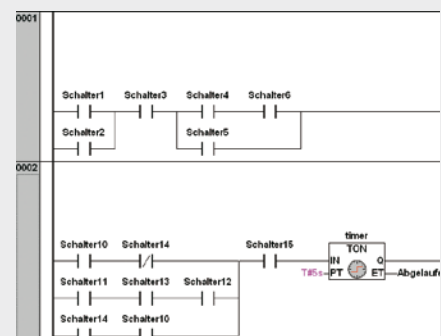 0001
Schalter1 Schalter3 Schalter4 Schalter6
Schalter2 Schalter5
0002
timer
Schalter10 Schalter14 Schalter15 TON
IN Q
T#5s PT ET
Schalter11 Schalter13 Schalter12
Schalter14 Schalter10